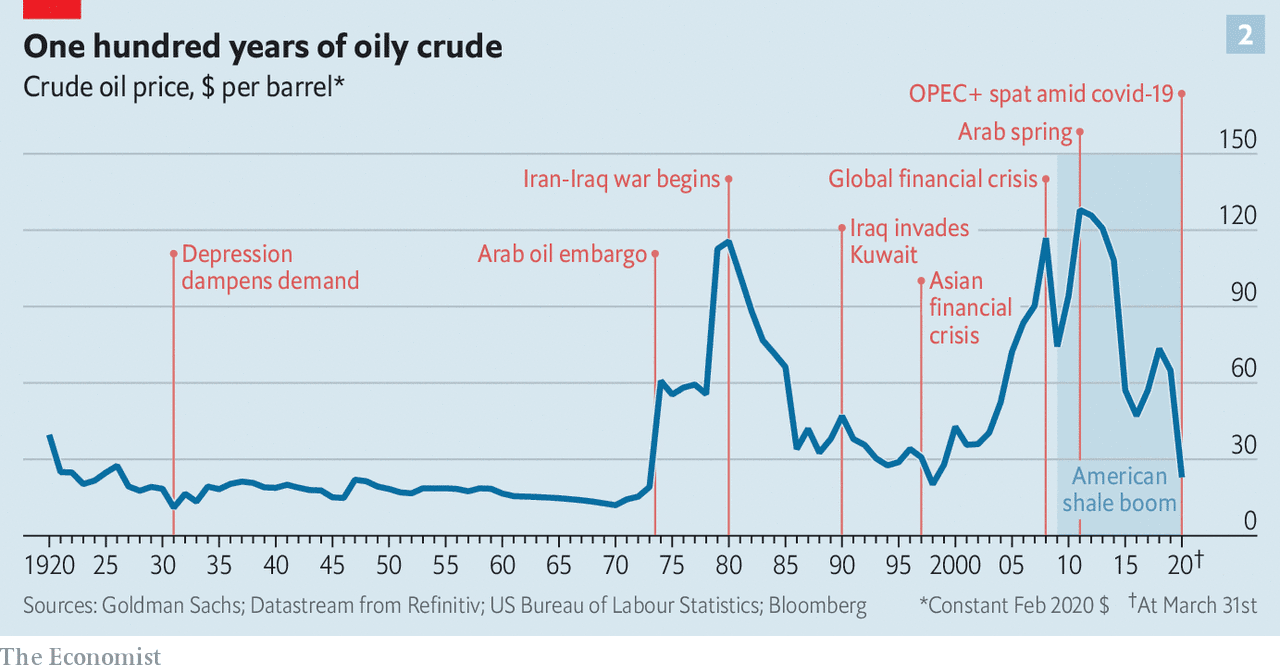 One hundred years of oily crude
2
Crude oil price, $ per barrel*
OPEC+ spat amid covid-19
Arab spring
150
Iran-Iraq war begins
Global financial crisis
120
Iraq invades
Kuwait
Depression
dampens demand
Arab oil embargo
Asian
financial
crisis
90
60
30
American
shale boom
0
1920 25 30 35 40 45 50 55 60 65 70 75 80 85 90 95 2000 05 10 15 20†
Sources: Goldman Sachs; Datastream from Refinitiv; US Bureau of Labour Statistics; Bloomberg *Constant Feb 2020 $ †At March 31st
The Economist